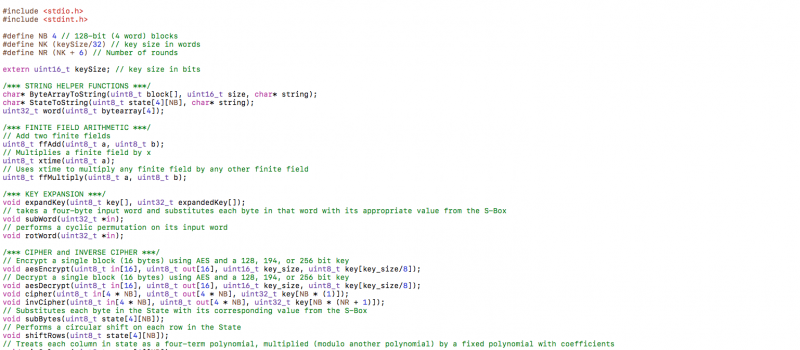 #include <stdio.h>
#include <stdint.h>
#define NB 4 // 128-bit (4 word) blocks
#define NK (keySize/32) // key size in words
#define NR (NK + 6) // Number of rounds
extern uint16_t keySize; // key size in bits
/*** STRING HELPER FUNCTIONS ***/
char* ByteArrayToString(uint8_t block[], uint16_t size, char* string);
char* StateToString(uint8_t state[4][NB], char* string);
uint32_t word(uint8_t bytearray[4]);
/*** FINITE FIELD ARITHMETIC ***/
// Add two finite fields
uint8_t ffAdd(uint8_t a, uint8_t b);
// Multiplies a finite field by x
uint8_t xtime(uint8_t a);
// Uses xtime to multiply any finite field by any other finite field
uint8_t ffMultiply(uint8_t a, uint8_t b);
/*** KEY EXPANSION ***/
void expandKey(uint8_t key[], uint32_t expandedKey[]);
// takes a four-byte input word and substitutes each byte in that word with its appropriate value from the S-Box
void subWord(uint32_t *in);
// performs a cyclic permutation on its input word
void rotWord(uint32_t *in);
/*** CIPHER and INVERSE CIPHER ***/
// Encrypt a single block (16 bytes) using AES and a 128, 194, or 256 bit key
void aesEncrypt(uint8_t in[16], uint8_t out[16], uint16_t key_size, uint8_t key[key_size/8]);
// Decrypt a single block (16 bytes) using AES and a 128, 194, or 256 bit key
void aesDecrypt(uint8_t in[16], uint8_t out[16], uint16_t key_size, uint8_t key[key_size/8]);
void cipher(uint8_t in[4 * NB], uint8_t out[4 * NB], uint32_t key[NB * (1)]);
void invCipher(uint8_t in[4 * NB], uint8_t out[4 * NB], uint32_t key[NB * (NR + 1)]);
// Substitutes each byte in the State with its corresponding value from the S-Box
void subBytes(uint8_t state[4][NB]);
// Performs a circular shift on each row in the State
void shiftRows(uint8_t state[4][NB]);
// Treats each column in state as a four-term polynomial, multiplied (modulo another polynomial) by a fixed polynomial with coefficients